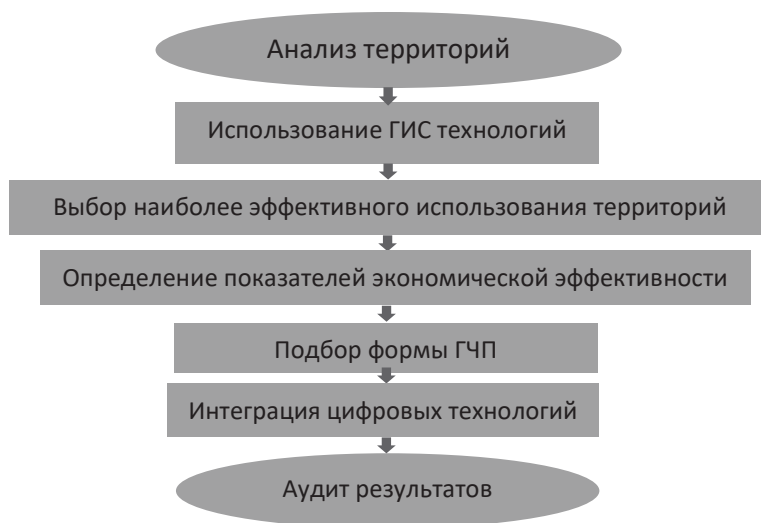 Анализ территорий
Использование ГИС технологий
Выбор наиболее эффективного использования территорий
Определение показателей экономической эффективности
Подбор формы ГЧП
Интеграция цифровых технологий
Аудит результатов